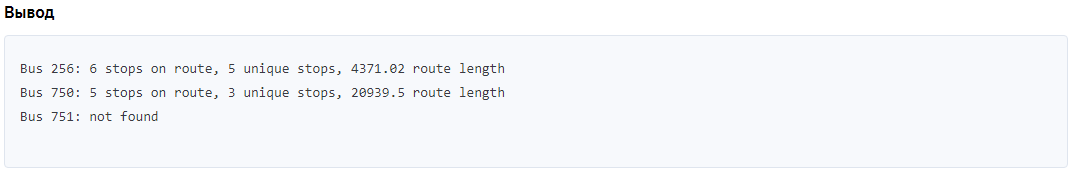 Вывод
Bus 256: 6 stops on route, 5 unique stops, 4371.02 route length
Bus 750: 5 stops on route, 3 unique stops, 20939.5 route length
Bus 751: not found